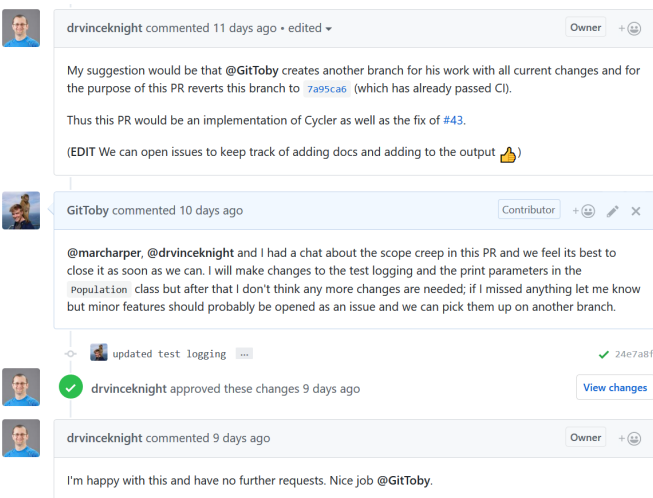 drvinceknight commented 11 days ago • edited
Owner
My suggestion would be that @GitToby creates another branch for his work with all current changes and for
the purpose of this PR reverts this branch to 7a95ca6 (which has already passed CI).
Thus this PR would be an implementation of Cycler as well as the fix of #43.
(EDIT We can open issues to keep track of adding docs and adding to the output 👍)
GitToby commented 10 days ago
Contributor
@marcharper, @drvinceknight and I had a chat about the scope creep in this PR and we feel its best to
close it as soon as we can. I will make changes to the test logging and the print parameters in the
Population class but after that I don't think any more changes are needed; if I missed anything let me know
but minor features should probably be opened as an issue and we can pick them up on another branch.
updated test logging ...
24e7a8f
drvinceknight approved these changes 9 days ago
View changes
drvinceknight commented 9 days ago
Owner
I'm happy with this and have no further requests. Nice job @GitToby.